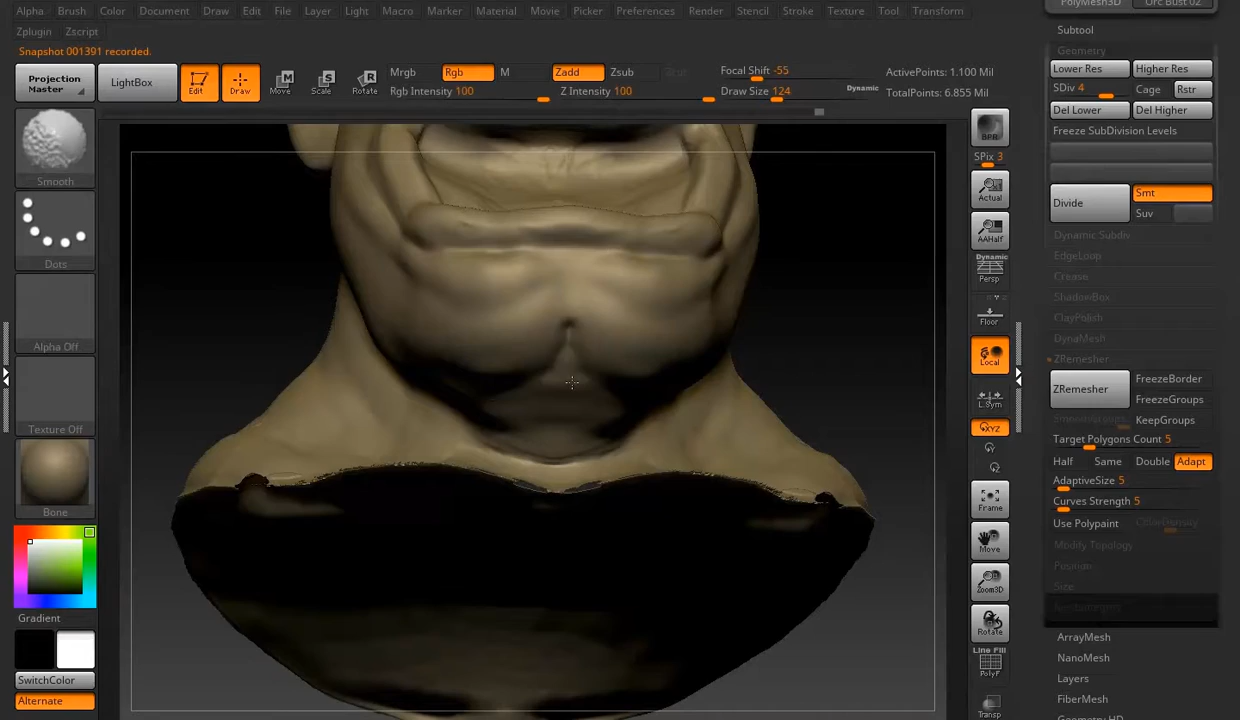 Alpha Brush Color Document Draw Edit File Layer Light Macro Marker Material Movie Picker Preferences Render Stencil Stroke Texture Tool Transform
Zplugin Zscript
Snapshot 001391 recorded.
Projection Master
LightBox
Edit
Draw
Move
Scale
Rotate
Mrgb Rgb M
Rgb Intensity 100
Zadd Zsub
Z Intensity 100
Focal Shift -55
Draw Size 124
Dynamic
ActivePoints: 1.100 Mil
TotalPoints: 6.855 Mil
Smooth
Dots
Alpha Off
Texture Off
Bone
Gradient
SwitchColor
Alternate
BPR
SPix 3
Actual
AAHalf
Dynamic
Persp
Floor
Local
L.Sym
XYZ
Frame
Move
Zoom3D
Rotate
Line Fill
PolyF
Transp
PolyMesh3D Orc Bust 02
Subtool
Geometry
Lower Res Higher Res
SDiv 4 Cage Rstr
Del Lower Del Higher
Freeze SubDivision Levels
Divide
Smt
Suv
Dynamic Subdiv
EdgeLoop
Crease
ShadowBox
ClayPolish
DynaMesh
ZRemesher
ZRemesher
FreezeBorder
FreezeGroups
KeepGroups
Target Polygons Count 5
Half Same Double Adapt
AdaptiveSize 5
Curves Strength 5
Use Polypaint ColorDensity
Modify Topology
Position
Size
ArrayMesh
NanoMesh
Layers
FiberMesh
Geometry HD